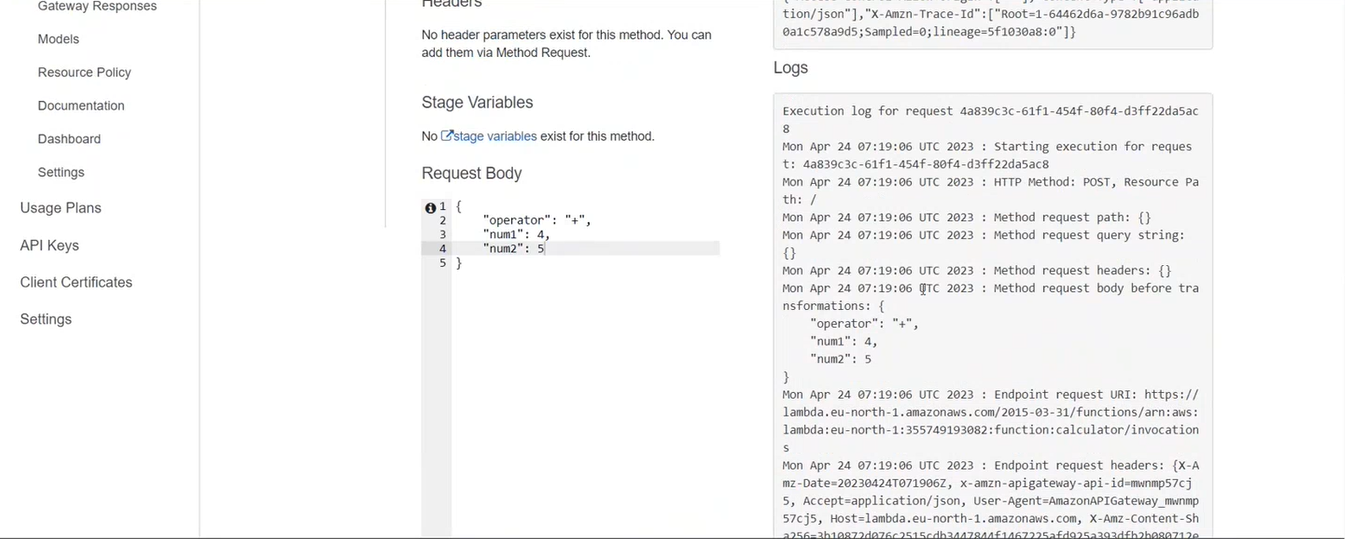 Gateway Responses
Models
Resource Policy
Documentation
Dashboard
Settings
Usage Plans
API Keys
Client Certificates
Settings
Headers
No header parameters exist for this method. You can
add them via Method Request.
Stage Variables
No stage variables exist for this method.
Request Body
1 {
2 "operator": "+",
3 "num1": 4,
4 "num2": 5
5 }
tion/json"],"X-Amzn-Trace-Id":["Root=1-64462d6a-9782b91c96adb
0a1c578a9d5;Sampled=0;lineage=5f1030a8:0"]}
Logs
Execution log for request 4a839c3c-61f1-454f-80f4-d3ff22da5ac
8
Mon Apr 24 07:19:06 UTC 2023 : Starting execution for reques
t: 4a839c3c-61f1-454f-80f4-d3ff22da5ac8
Mon Apr 24 07:19:06 UTC 2023 : HTTP Method: POST, Resource Pa
th: /
Mon Apr 24 07:19:06 UTC 2023 : Method request path: {}
Mon Apr 24 07:19:06 UTC 2023 : Method request query string:
{}
Mon Apr 24 07:19:06 UTC 2023 : Method request headers: {}
Mon Apr 24 07:19:06 UTC 2023 : Method request body before tra
nsformations: {
"operator": "+",
"num1": 4,
"num2": 5
}
Mon Apr 24 07:19:06 UTC 2023 : Endpoint request URI: https://
lambda.eu-north-1.amazonaws.com/2015-03-31/functions/arn:aws:
lambda:eu-north-1:355749193082:function:calculator/invocation
s
Mon Apr 24 07:19:06 UTC 2023 : Endpoint request headers: {X-A
mz-Date=20230424T071906Z, x-amzn-apigateway-api-id=mwnmp57cj
5, Accept=application/json, User-Agent=AmazonAPIGateway_mwnmp
57cj5, Host=lambda.eu-north-1.amazonaws.com, X-Amz-Content-Sh